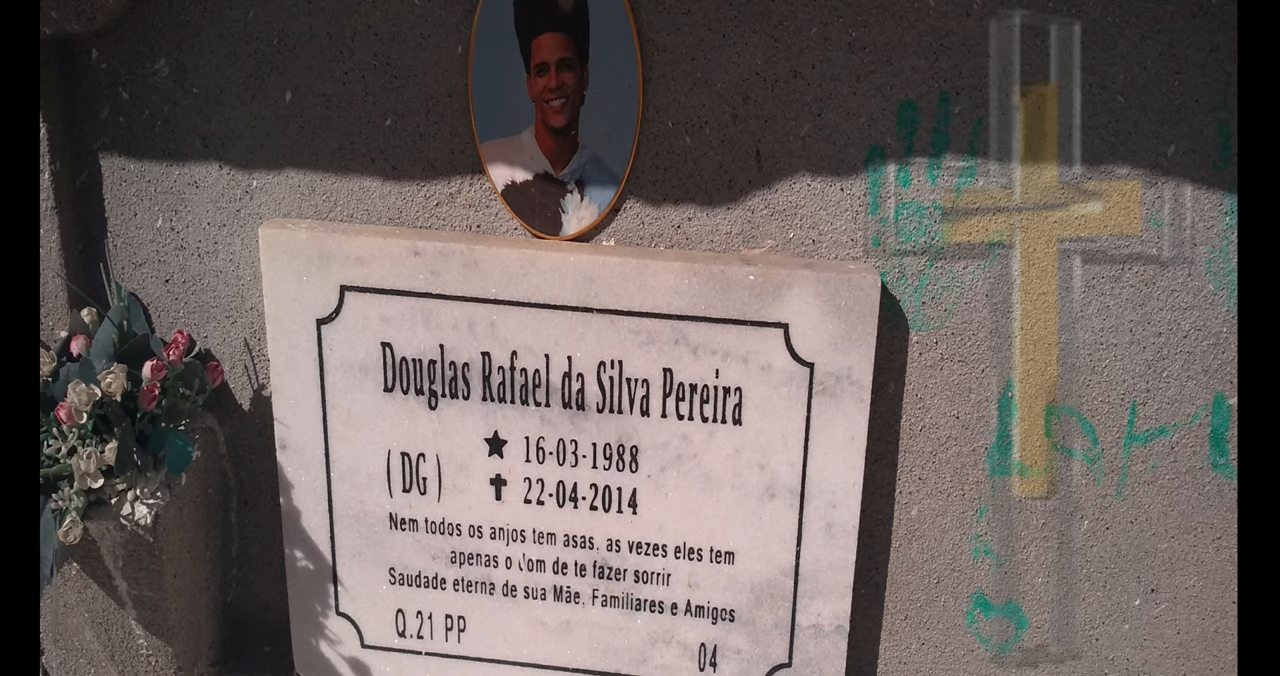 Douglas Rafael da Silva Pereira
16-03-1988
(DG)
22-04-2014
Nem todos os anjos tem asas, as vezes eles tem
apenas o dom de te fazer sorrir
Saudade eterna de sua Mãe, Familiares e Amigos
Q.21 PP
04